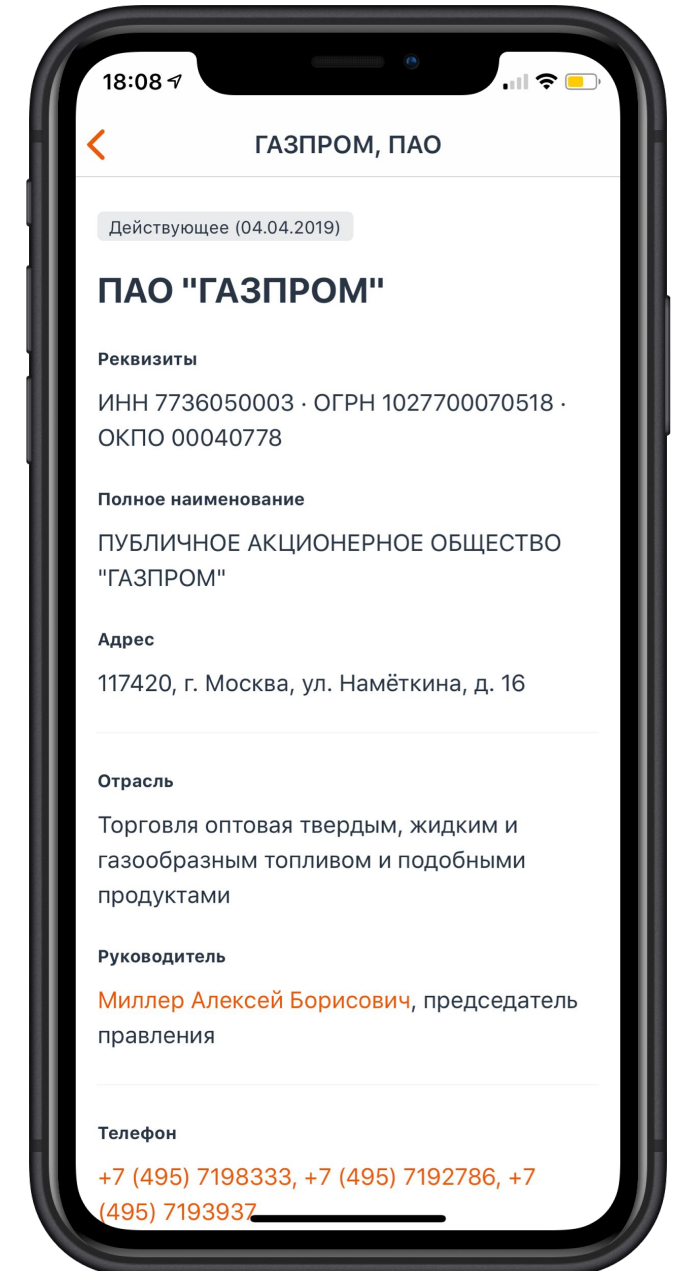 18:08
ГАЗПРОМ, ПАО
Действующее (04.04.2019)
ПАО "ГАЗПРОМ"
Реквизиты
ИНН 7736050003 · ОГРН 1027700070518 ·
ОКПО 00040778
Полное наименование
ПУБЛИЧНОЕ АКЦИОНЕРНОЕ ОБЩЕСТВО
"ГАЗПРОМ"
Адрес
117420, г. Москва, ул. Намёткина, д. 16
Отрасль
Торговля оптовая твердым, жидким и
газообразным топливом и подобными
продуктами
Руководитель
Миллер Алексей Борисович, председатель
правления
Телефон
+7 (495) 7198333, +7 (495) 7192786, +7
(495) 7193937